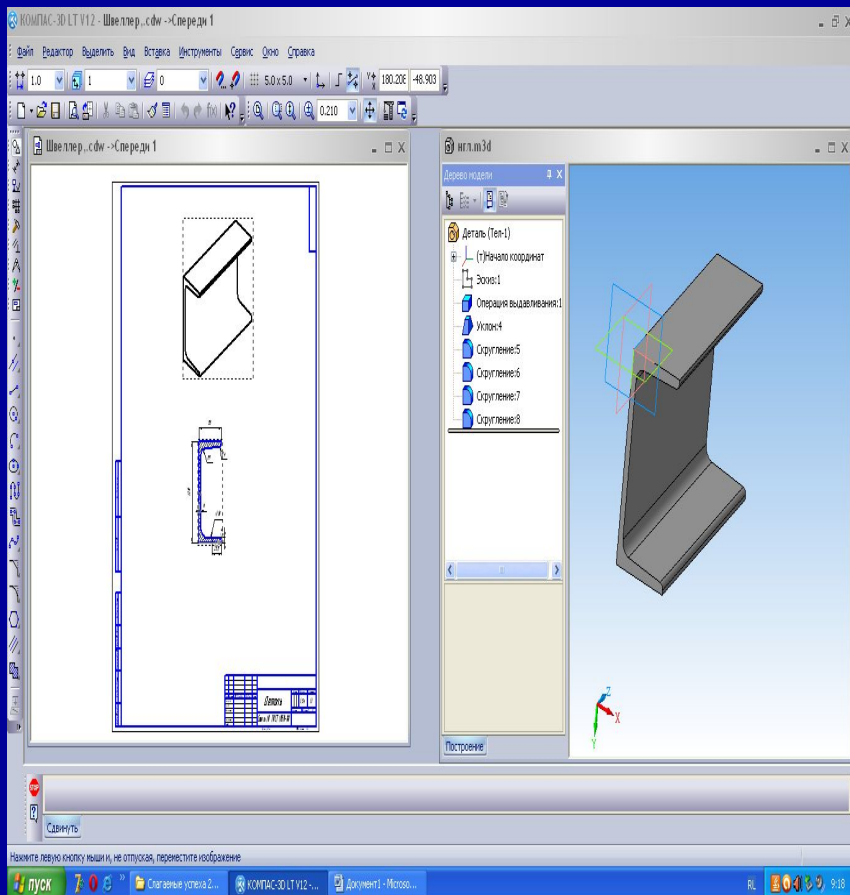 КОМПАС-3D LT V12 - Швеллер,.cdw ->Спереди 1
Файл Редактор Выделить Вид Вставка Инструменты Сервис Окно Справка
1.0 1 0 5.0 x 5.0 180.208 -48.903
0.210
Швеллер,.cdw ->Спереди 1
Деталь
нгл.m3d
Дерево модели
Деталь (Тел-1)
(т)Начало координат
Эскиз:1
Операция выдавливания:1
Уклон:4
Скругление:5
Скругление:6
Скругление:7
Скругление:8
Построение
Z
X
Y
STOP
Сдвинуть
Нажмите левую кнопку мыши и, не отпуская, переместите изображение
пуск Слагаемые успеха 2... КОМПАС-3D LT V12 -... Документ1 - Microso... RL 9:18